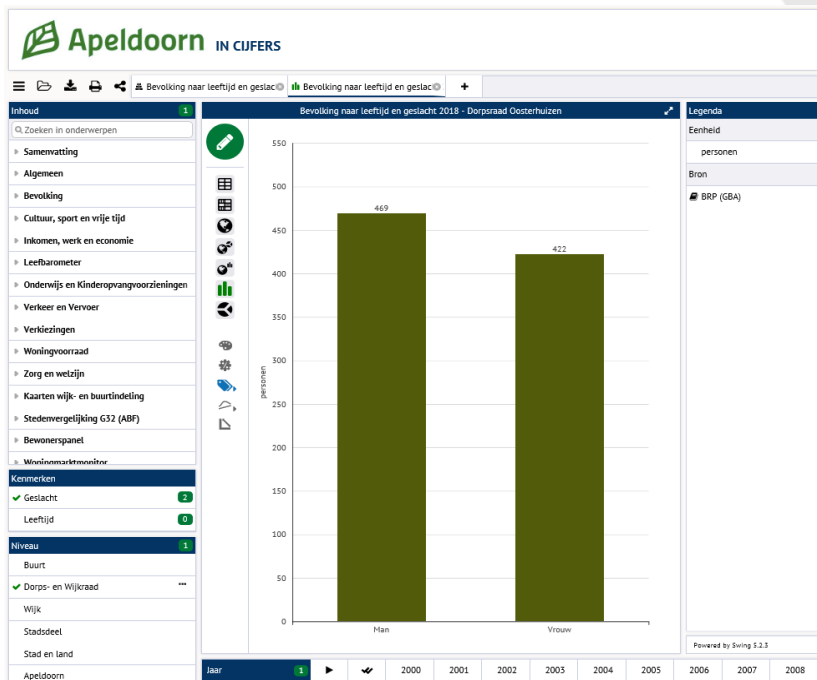 Apeldoorn IN CIJFERS
Bevolking naar leeftijd en geslac
Bevolking naar leeftijd en geslac
+
Inhoud 1
Zoeken in onderwerpen
Samenvatting
Algemeen
Bevolking
Cultuur, sport en vrije tijd
Inkomen, werk en economie
Leefbarometer
Onderwijs en Kinderopvangvoorzieningen
Verkeer en Vervoer
Verkiezingen
Woningvoorraad
Zorg en welzijn
Kaarten wijk- en buurtindeling
Stedenvergelijking G32 (ABF)
Bewonerspanel
Woningmarktmonitor
Kenmerken
Geslacht 2
Leeftijd 0
Niveau 1
Buurt
Dorps- en Wijkraad
Wijk
Stadsdeel
Stad en land
Apeldoorn
Bevolking naar leeftijd en geslacht 2018 - Dorpsraad Oosterhuizen
550
500
450
400
350
300
250
200
150
100
50
0
personen
469
422
Man
Vrouw
Legenda
Eenheid
personen
Bron
BRP (GBA)
Powered by Swing 5.2.3
Jaar 1 2000 2001 2002 2003 2004 2005 2006 2007 2008